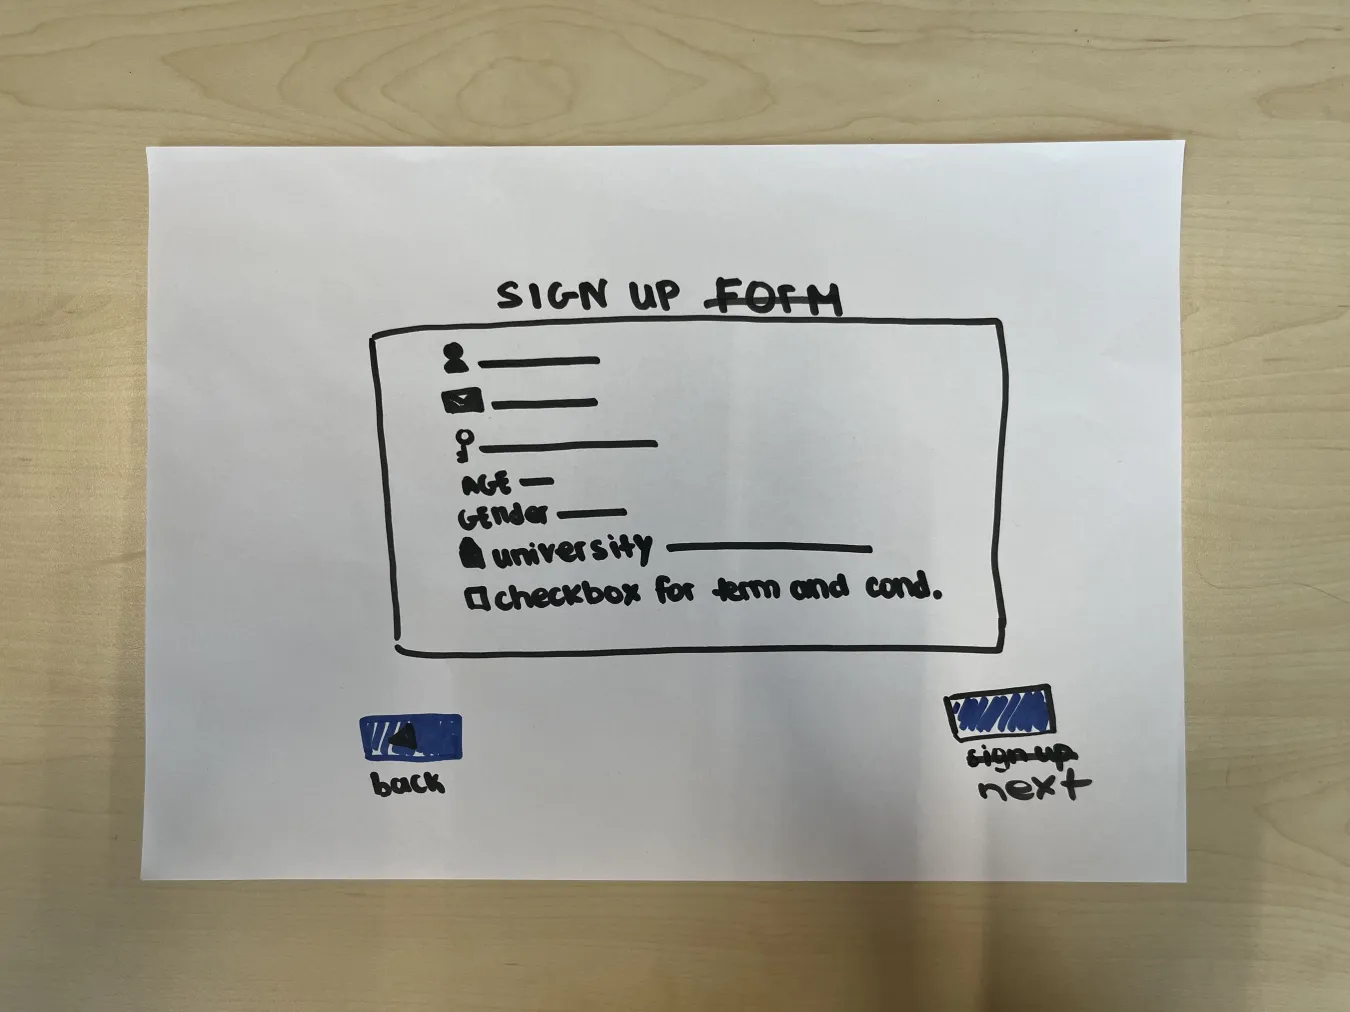 SIGN UP FORM
AGE
Gender
university
checkbox for term and cond.
back
sign up
next